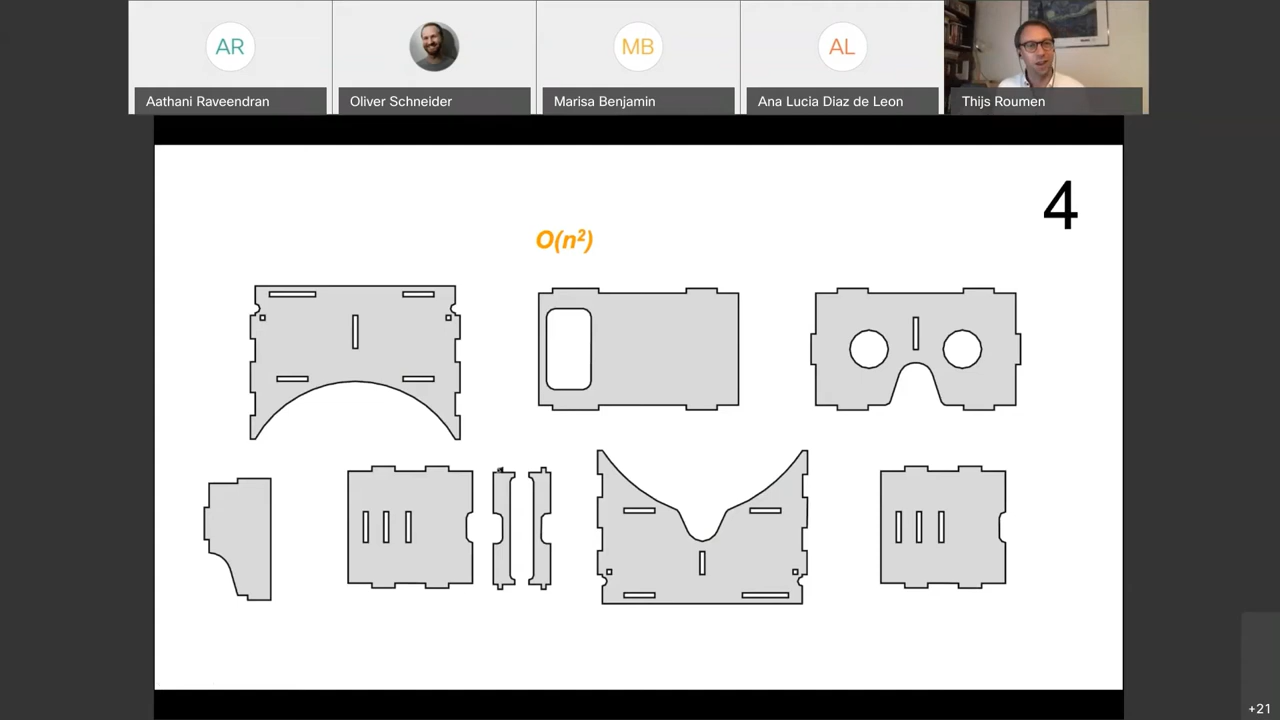 AR
MB
AL
Aathani Raveendran
Oliver Schneider
Marisa Benjamin
Ana Lucia Diaz de Leon
Thijs Roumen
4
O(n²)
+21